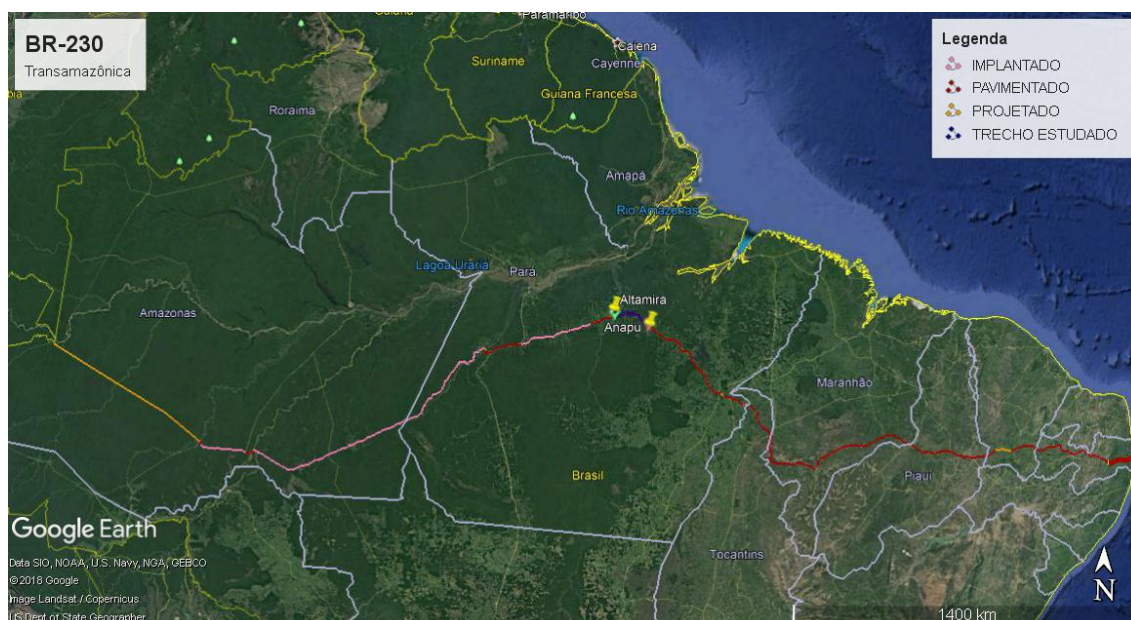 BR-230
Transamazônica
Legenda
IMPLANTADO
PAVIMENTADO
PROJETADO
TRECHO ESTUDADO
Guiana
Paramaribo
Caiena
Cayenne
Suriname
Guiana Francesa
Roraima
Amapá
Rio Amazonas
Lagoa Uraria
Pará
Amazonas
Altamira
Anapu
Maranhão
Brasil
Piauí
Tocantins
Google Earth
Data SIO, NOAA, U.S. Navy, NGA, GEBCO
©2018 Google
Image Landsat / Copernicus
US Dept of State Geographer
1400 km
N